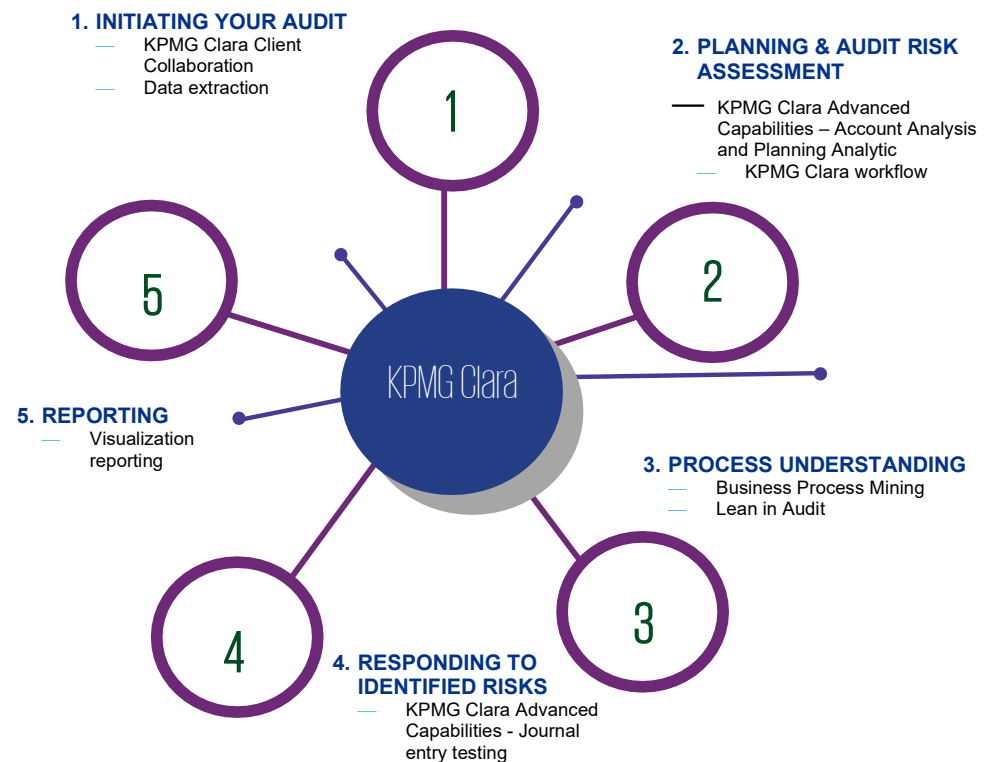 1. INITIATING YOUR AUDIT
— KPMG Clara Client
Collaboration
— Data extraction
1
2. PLANNING & AUDIT RISK
ASSESSMENT
— KPMG Clara Advanced
Capabilities – Account Analysis
and Planning Analytic
— KPMG Clara workflow
2
KPMG Clara
3. PROCESS UNDERSTANDING
— Business Process Mining
— Lean in Audit
3
4
4. RESPONDING TO
IDENTIFIED RISKS
— KPMG Clara Advanced
Capabilities - Journal
entry testing
5
5. REPORTING
— Visualization
reporting